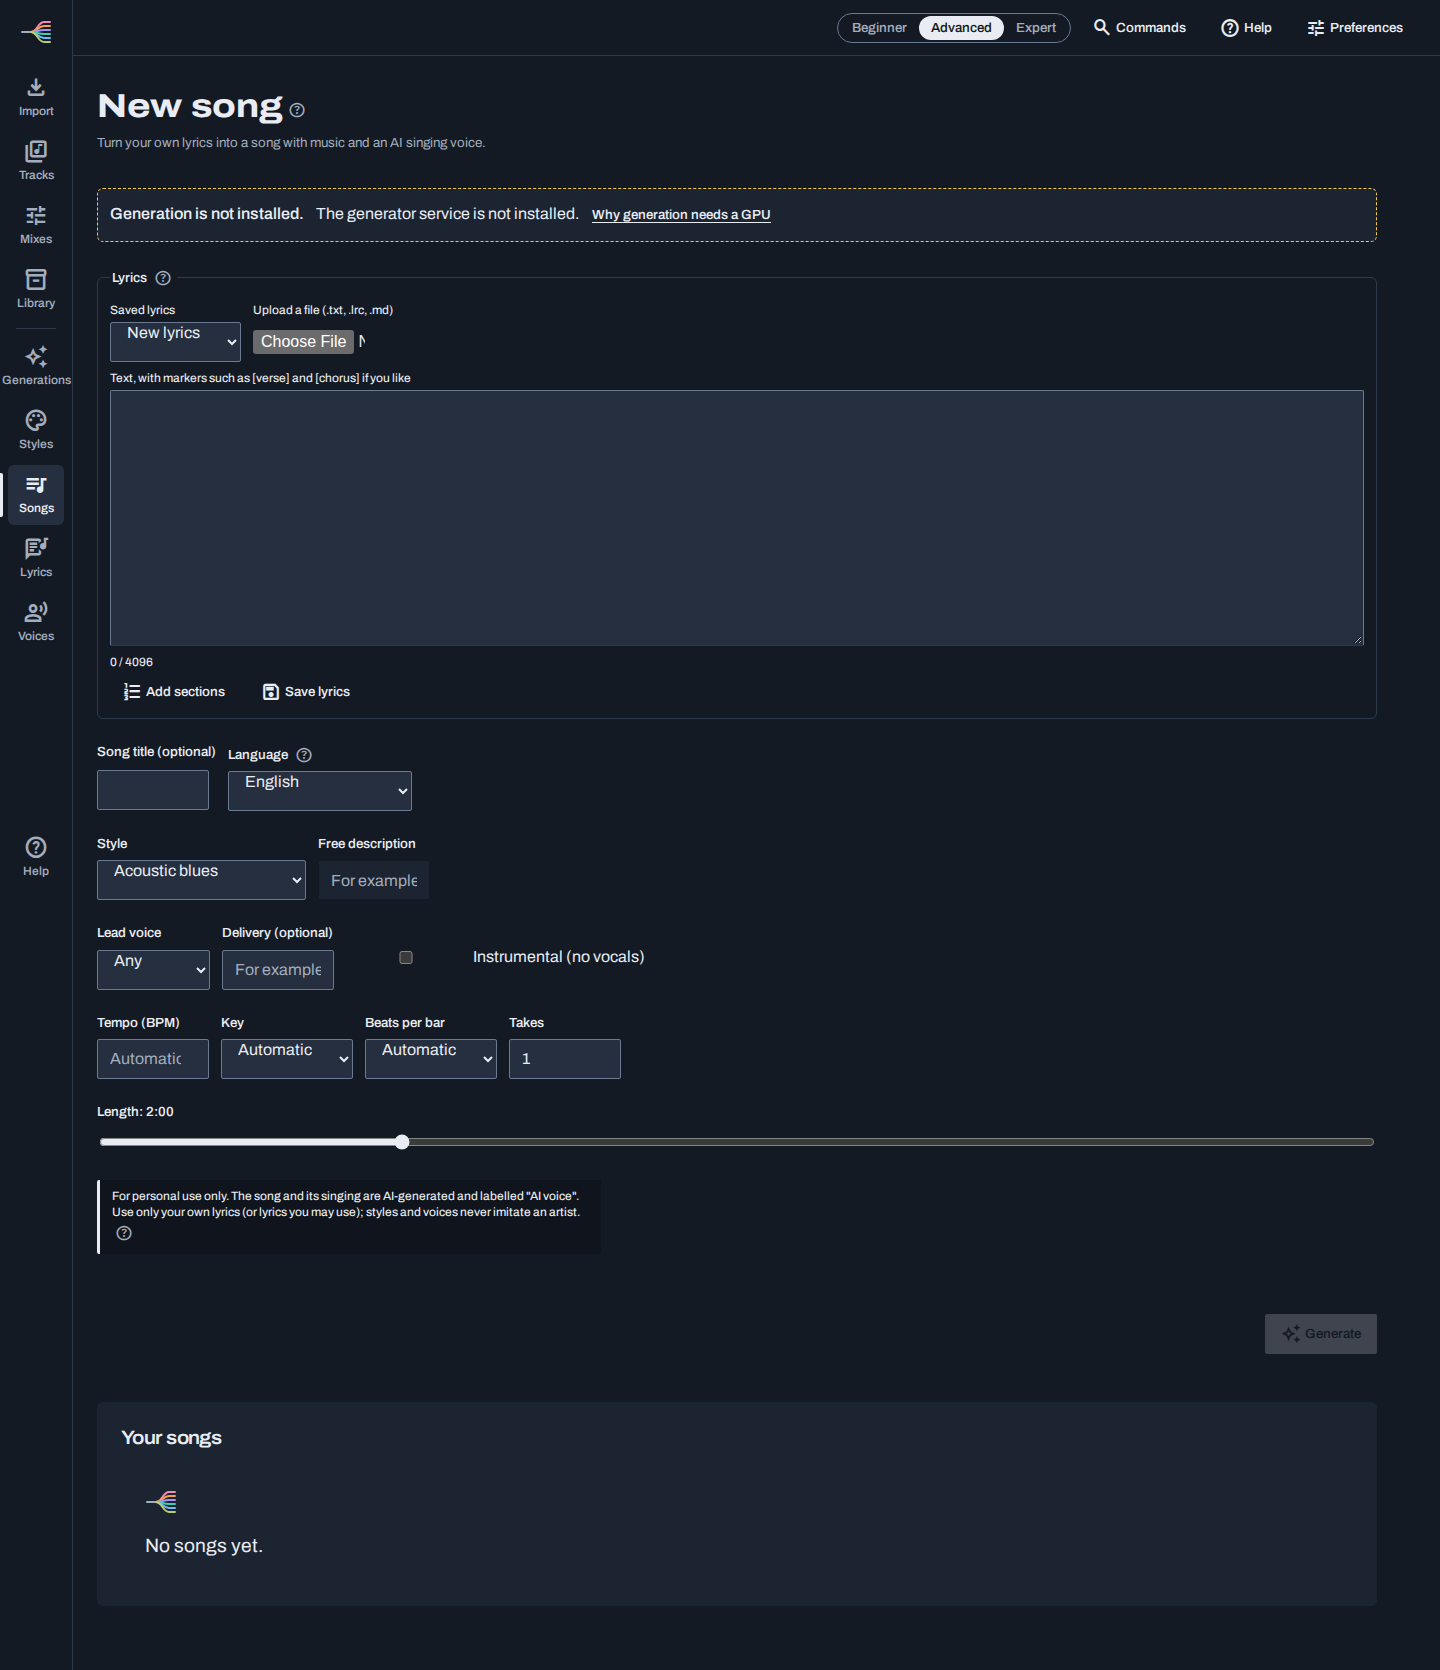 Beginner
Advanced
Expert
Commands
Help
Preferences
Import
Tracks
Mixes
Library
Generations
Styles
Songs
Lyrics
Voices
Help
New song
Turn your own lyrics into a song with music and an AI singing voice.
Generation is not installed. The generator service is not installed. Why generation needs a GPU
Lyrics
Saved lyrics
Upload a file (.txt, .lrc, .md)
New lyrics
Choose File
Text, with markers such as [verse] and [chorus] if you like
0 / 4096
Add sections
Save lyrics
Song title (optional)
Language
English
Style
Free description
Acoustic blues
For example
Lead voice
Delivery (optional)
Any
For example
Instrumental (no vocals)
Tempo (BPM)
Key
Beats per bar
Takes
Automatic
Automatic
Automatic
1
Length: 2:00
For personal use only. The song and its singing are AI-generated and labelled "AI voice".
Use only your own lyrics (or lyrics you may use); styles and voices never imitate an artist.
Generate
Your songs
No songs yet.